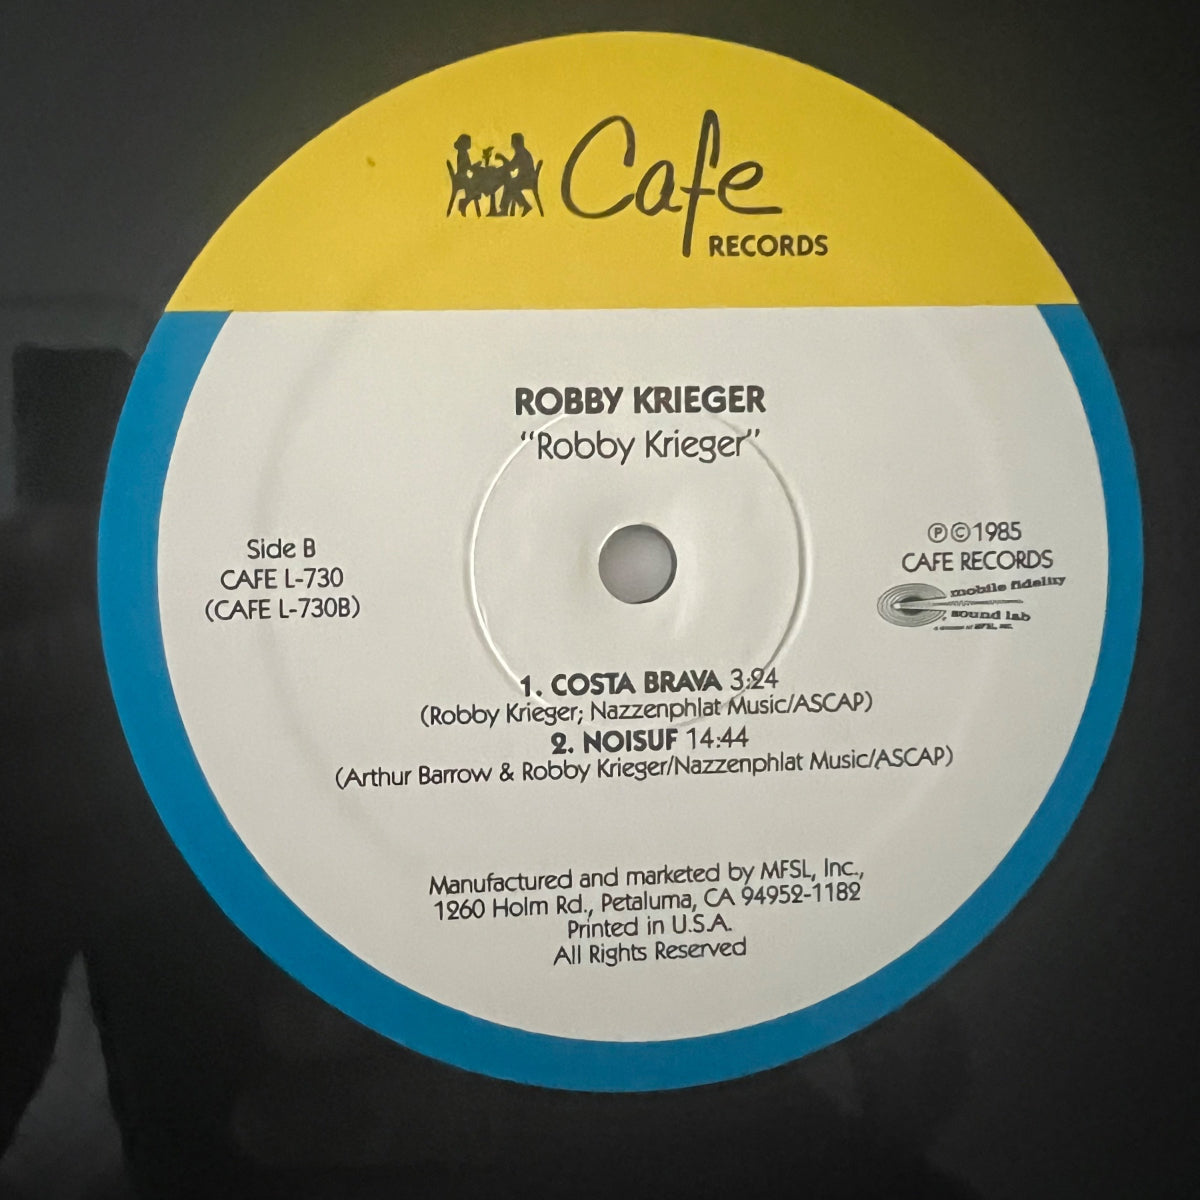 Cafe
RECORDS
ROBBY KRIEGER
“Robby Krieger”
Side B
CAFE L-730
(CAFE L-730B)
℗©1985
CAFE RECORDS
mobile fidelity
sound lab
1. COSTA BRAVA 3:24
(Robby Krieger; Nazzenphlat Music/ASCAP)
2. NOISUF 14:44
(Arthur Barrow & Robby Krieger/Nazzenphlat Music/ASCAP)
Manufactured and marketed by MFSL, Inc.,
1260 Holm Rd., Petaluma, CA 94952-1182
Printed in U.S.A.
All Rights Reserved